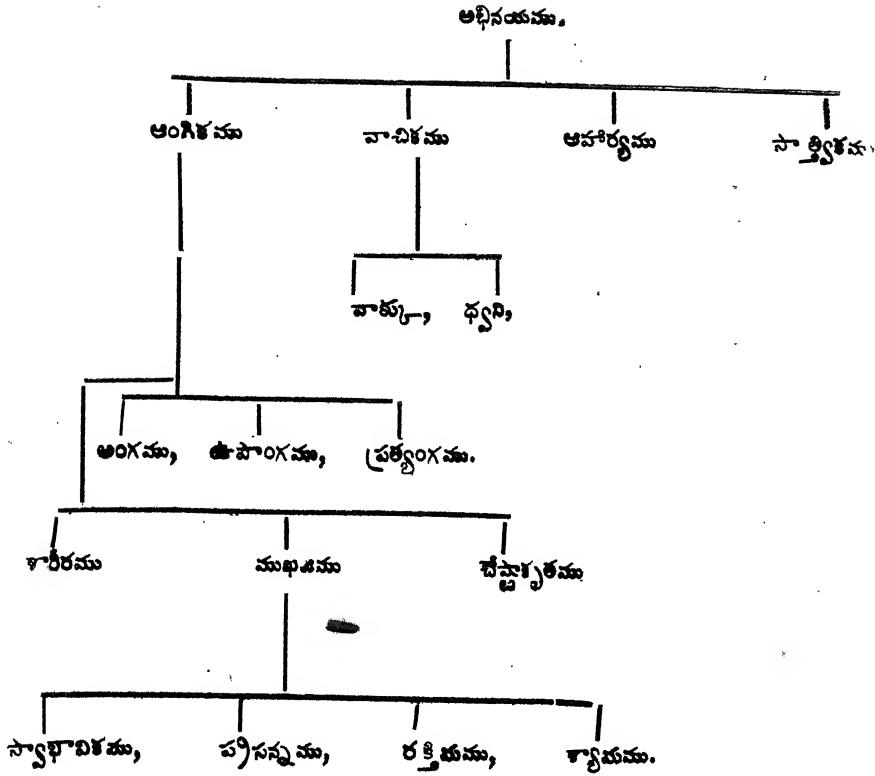 అభినయము.
ఆంగికము వాచికము ఆహార్యము సాత్త్వికము
వాక్కు, ధ్వని,
అంగము, ఉపాంగము, ప్రత్యంగము.
శారీరము ముఖజము చేష్టాకృతము
స్వాభావికము, ప్రసన్నము, రక్తిమము, శ్యామము.